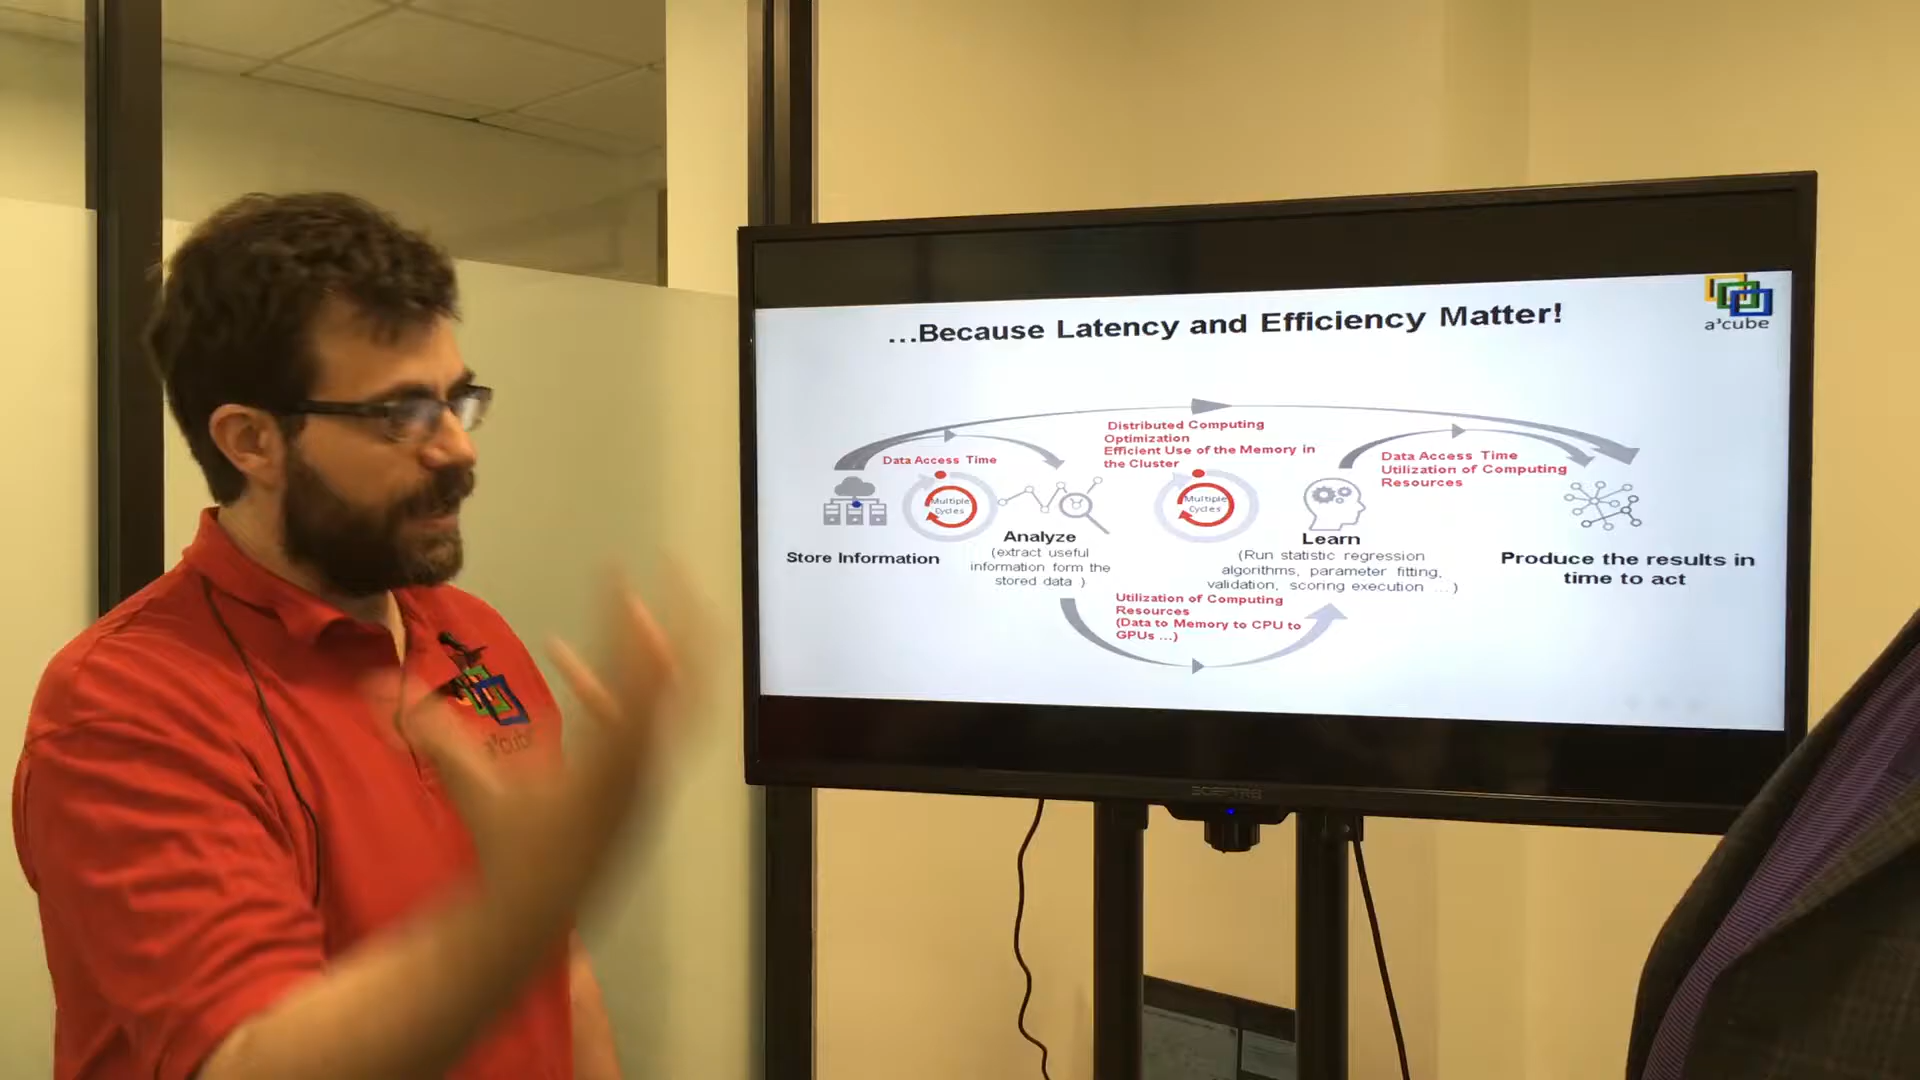 ...Because Latency and Efficiency Matter!
a³cube
Distributed Computing
Optimization
Efficient Use of the Memory in
the Cluster
Data Access Time
Data Access Time
Utilization of Computing
Resources
Multiple
Cycles
Multiple
Cycles
Store Information
Analyze
(extract useful
information form the
stored data )
Learn
(Run statistic regression
algorithms, parameter fitting,
validation, scoring execution ...)
Produce the results in
time to act
Utilization of Computing
Resources
(Data to Memory to CPU to
GPUs ...)
a³cube
SCEPTRE